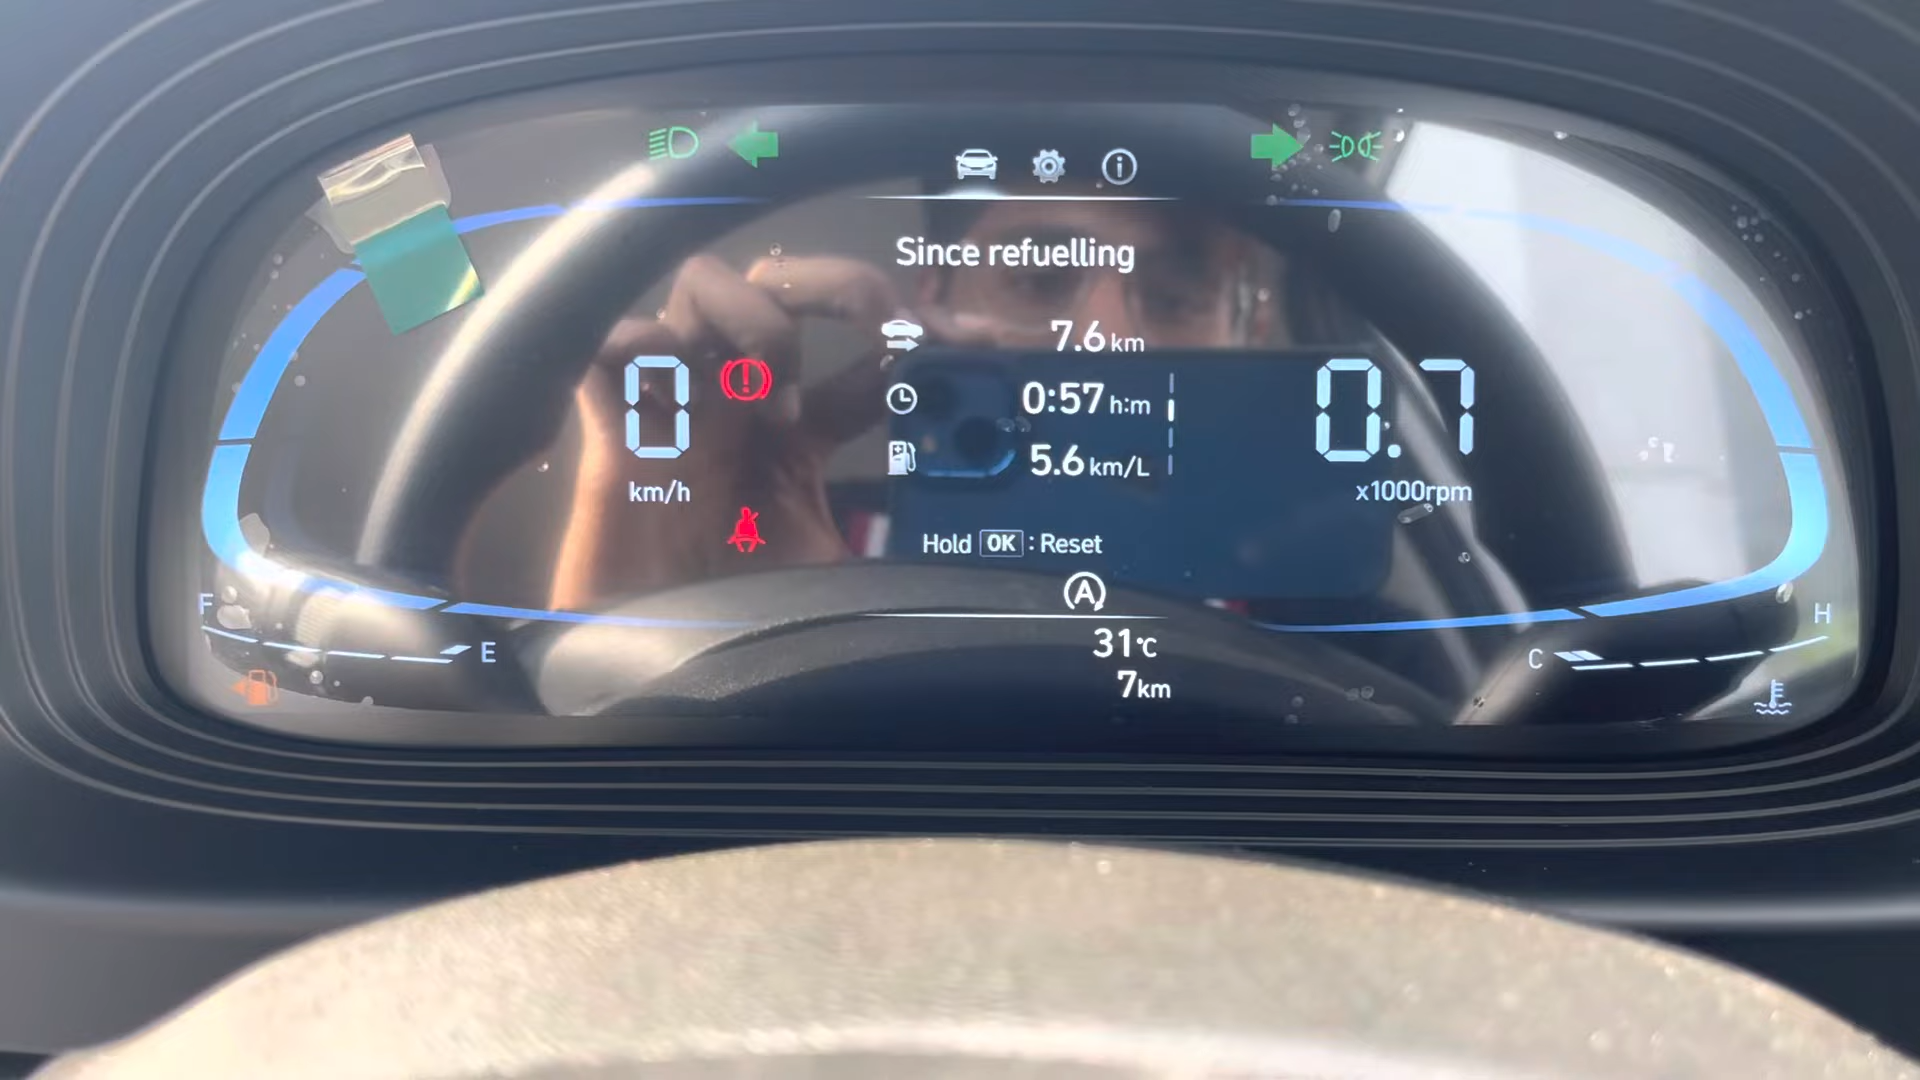 Since refuelling
7.6 km
0:57 h:m
5.6 km/L
0
km/h
0.7
x1000rpm
Hold OK : Reset
A
F
E
31°C
7km
C
H